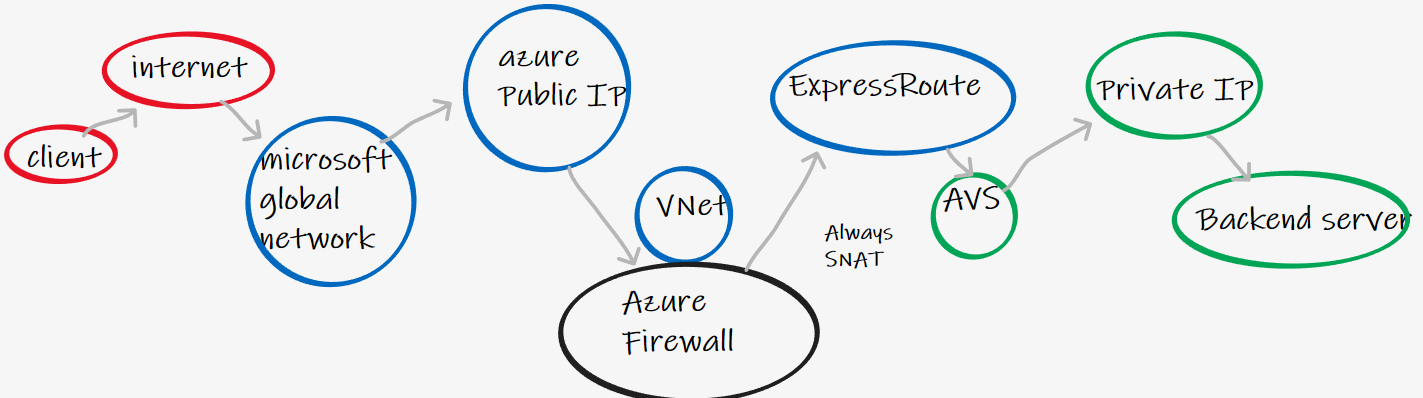 client
internet
microsoft
global
network
azure
Public IP
VNet
Azure
Firewall
ExpressRoute
Always
SNAT
AVS
Private IP
Backend server